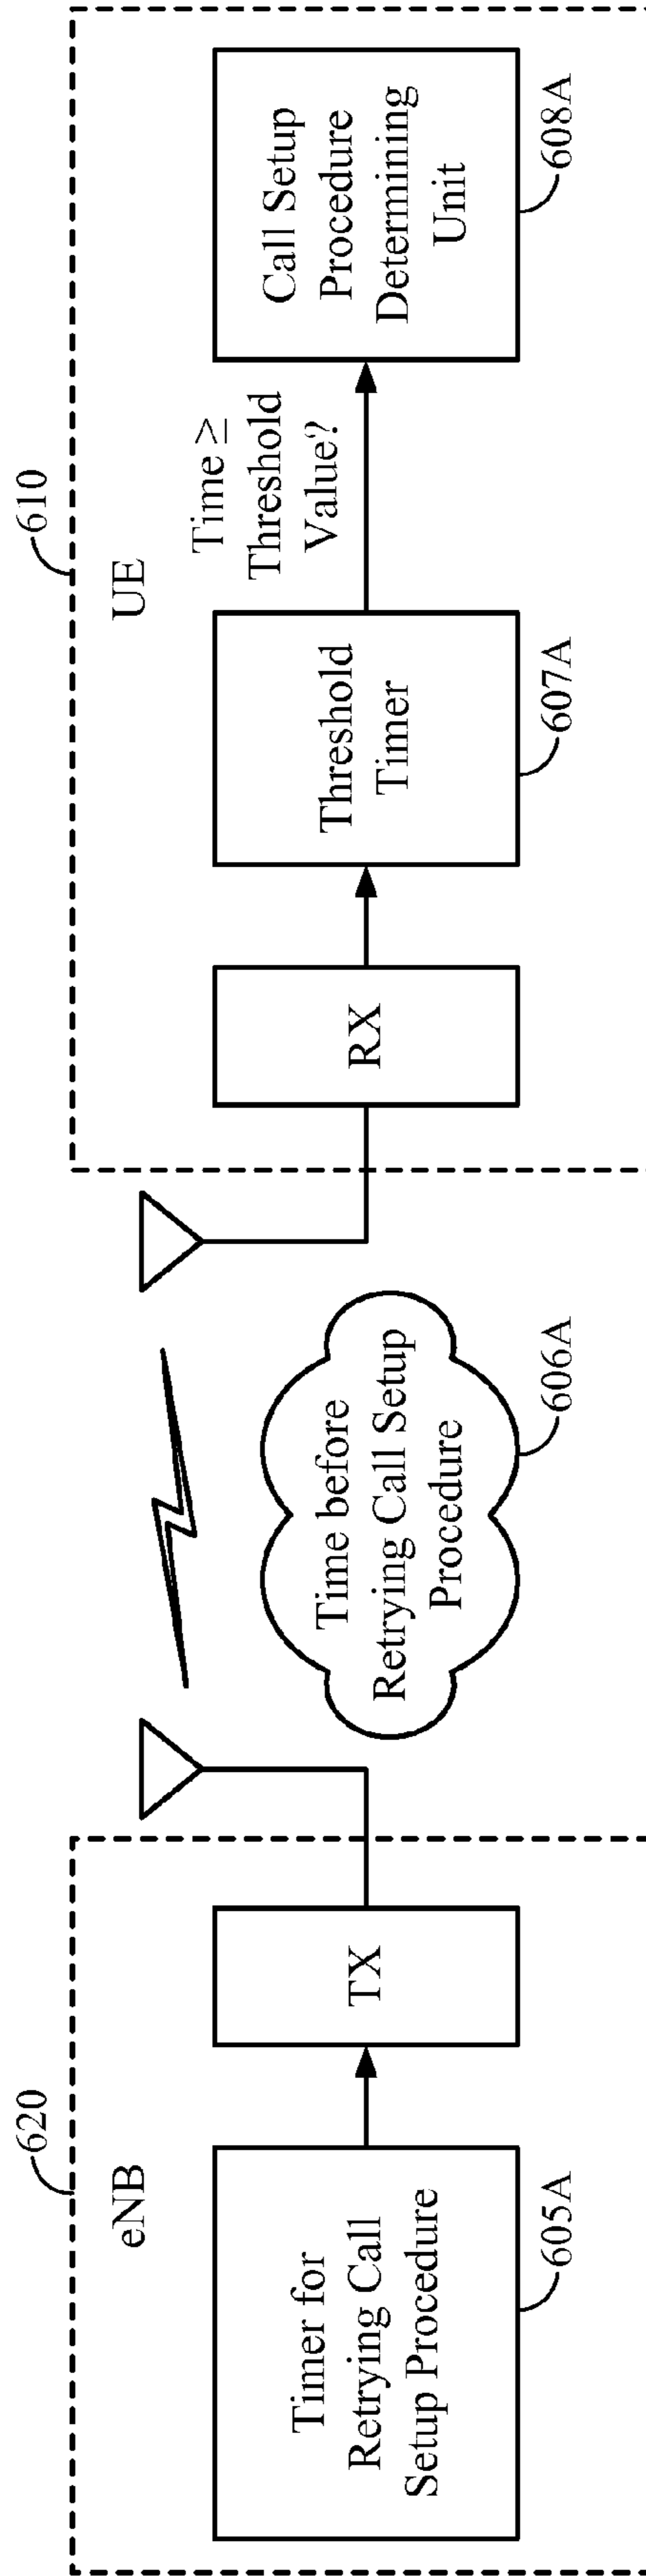 620
eNB
Timer for
Retrying Call
Setup Procedure
605A
TX
Time before
Retrying Call Setup
Procedure
606A
610
UE
RX
Threshold
Timer
607A
Time ≥
Threshold
Value?
Call Setup
Procedure
Determining
Unit
608A